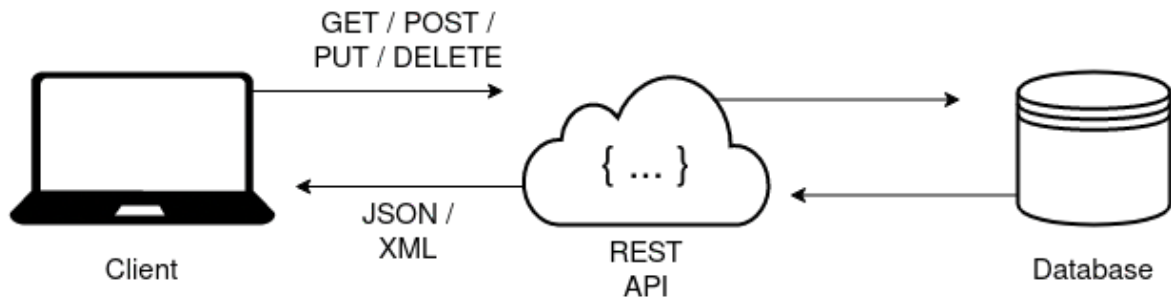 GET / POST /
PUT / DELETE
{ ... }
JSON /
XML
Client
REST
API
Database